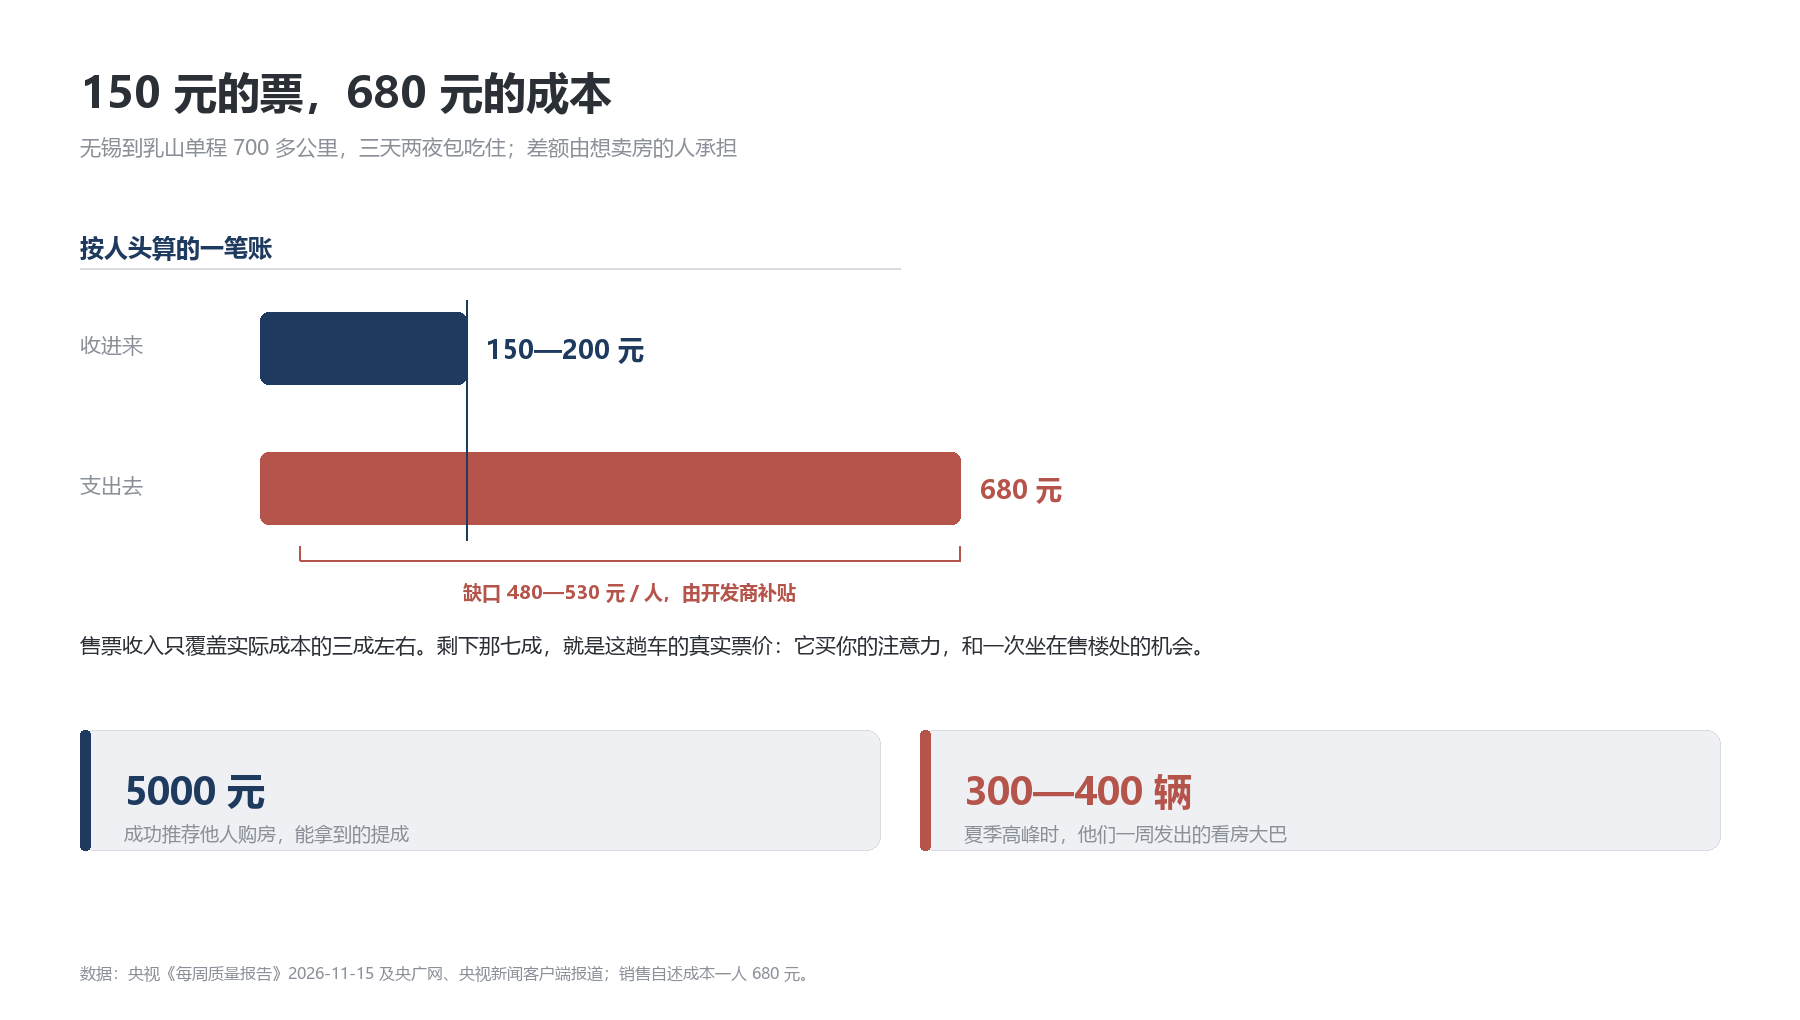 150 元的票，680 元的成本
无锡到乳山单程 700 多公里，三天两夜包吃住；差额由想卖房的人承担
按人头算的一笔账
收进来
150—200 元
支出去
680 元
缺口 480—530 元 / 人，由开发商补贴
售票收入只覆盖实际成本的三成左右。剩下那七成，就是这趟车的真实票价：它买你的注意力，和一次坐在售楼处的机会。
5000 元
成功推荐他人购房，能拿到的提成
300—400 辆
夏季高峰时，他们一周发出的看房大巴
数据：央视《每周质量报告》2026-11-15 及央广网、央视新闻客户端报道；销售自述成本一人 680 元。